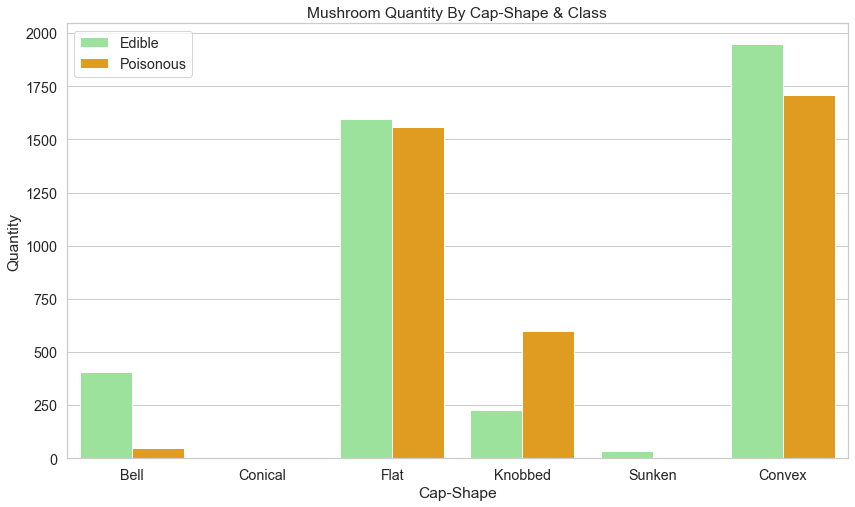 Mushroom Quantity By Cap-Shape & Class
Edible
Poisonous
2000
1750
1500
1250
1000
750
500
250
0
Quantity
Bell Conical Flat Knobbed Sunken Convex
Cap-Shape